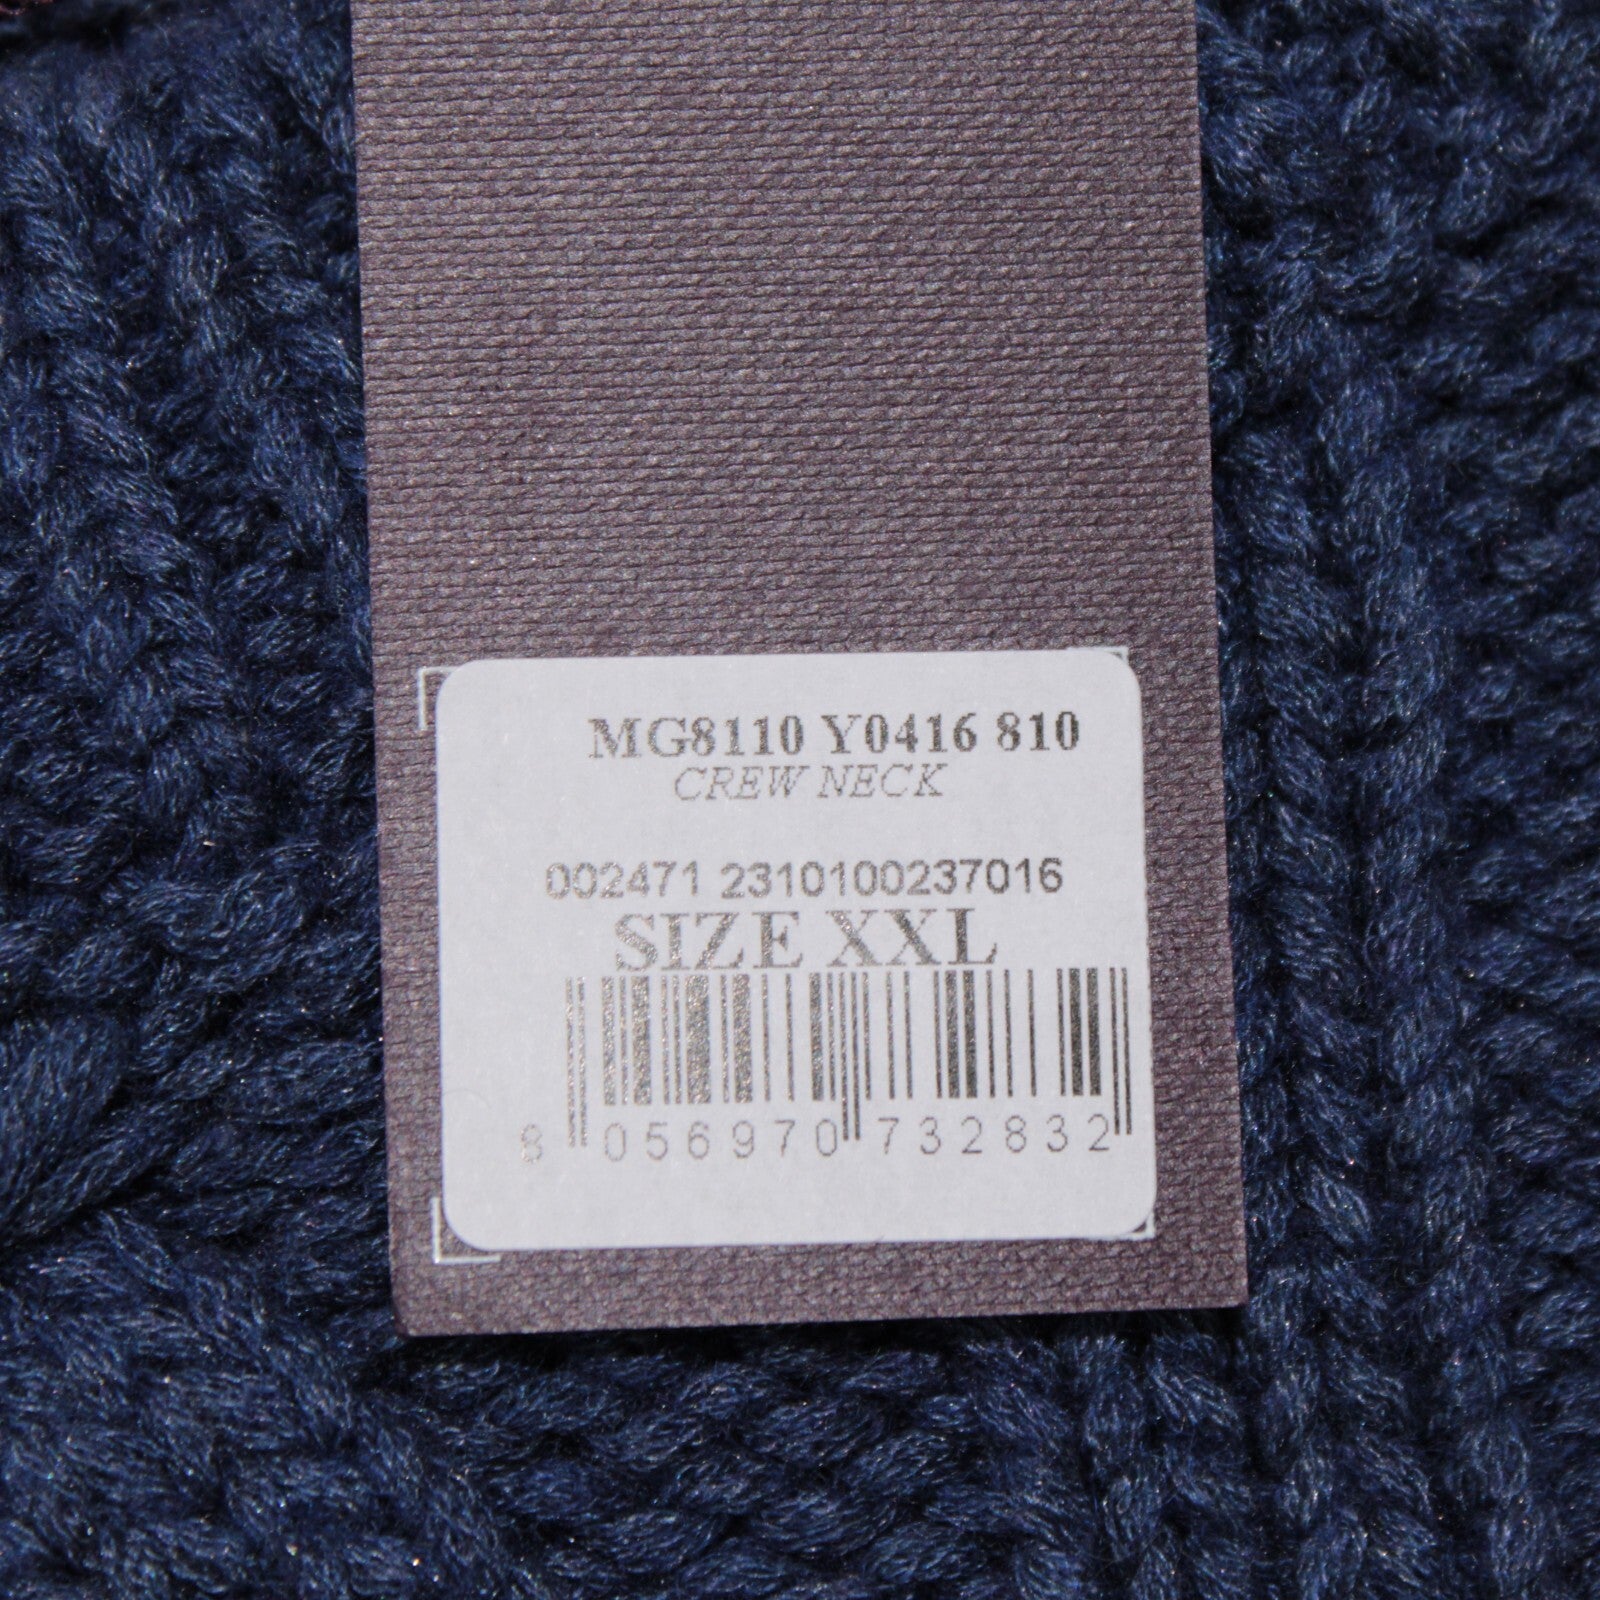 MG8110 Y0416 810
CREW NECK
002471 2310100237016
SIZE XXL
8 056970 732832